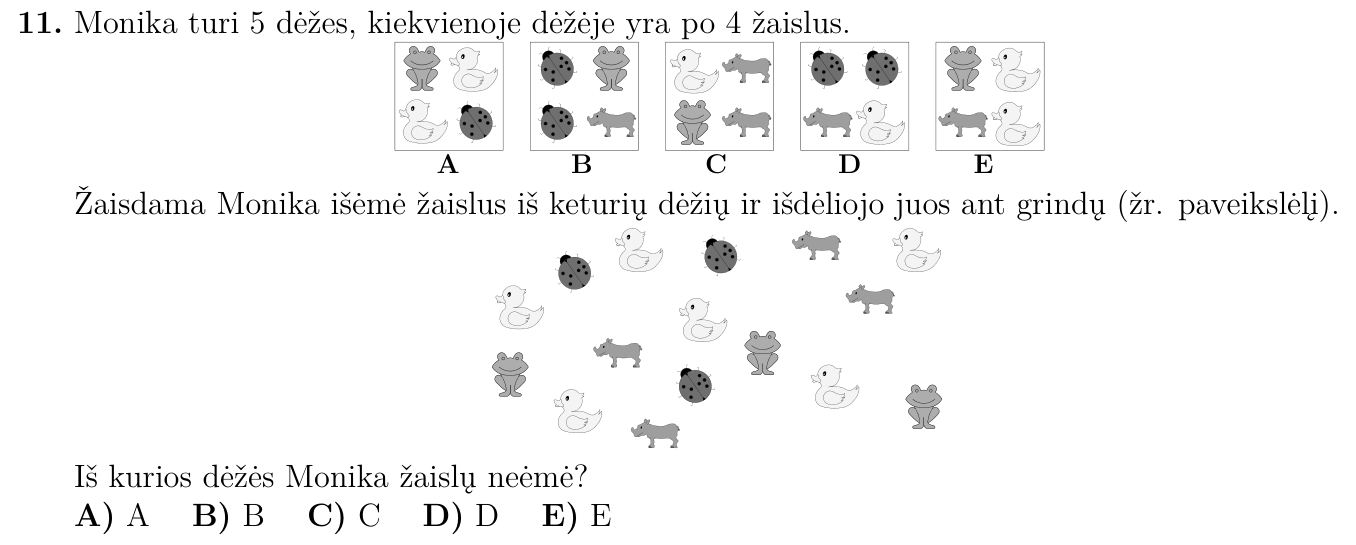 11. Monika turi 5 dėžes, kiekvienoje dėžėje yra po 4 žaislus.
A B C D E
Žaisdama Monika išėmė žaislus iš keturių dėžių ir išdėliojo juos ant grindų (žr. paveikslėlį).
Iš kurios dėžės Monika žaislų neėmė?
A) A B) B C) C D) D E) E